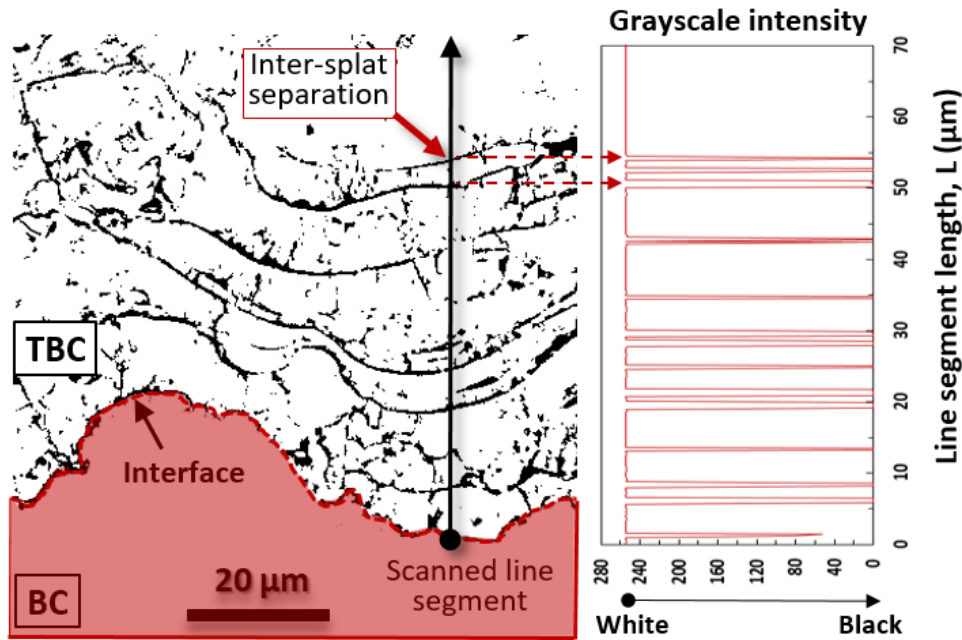 Grayscale intensity
Inter-splat
separation
TBC
Interface
BC
20 µm
Scanned line
segment
70
60
50
40
30
20
10
0
Line segment length, L (µm)
280
240
200
160
120
80
40
0
White
Black